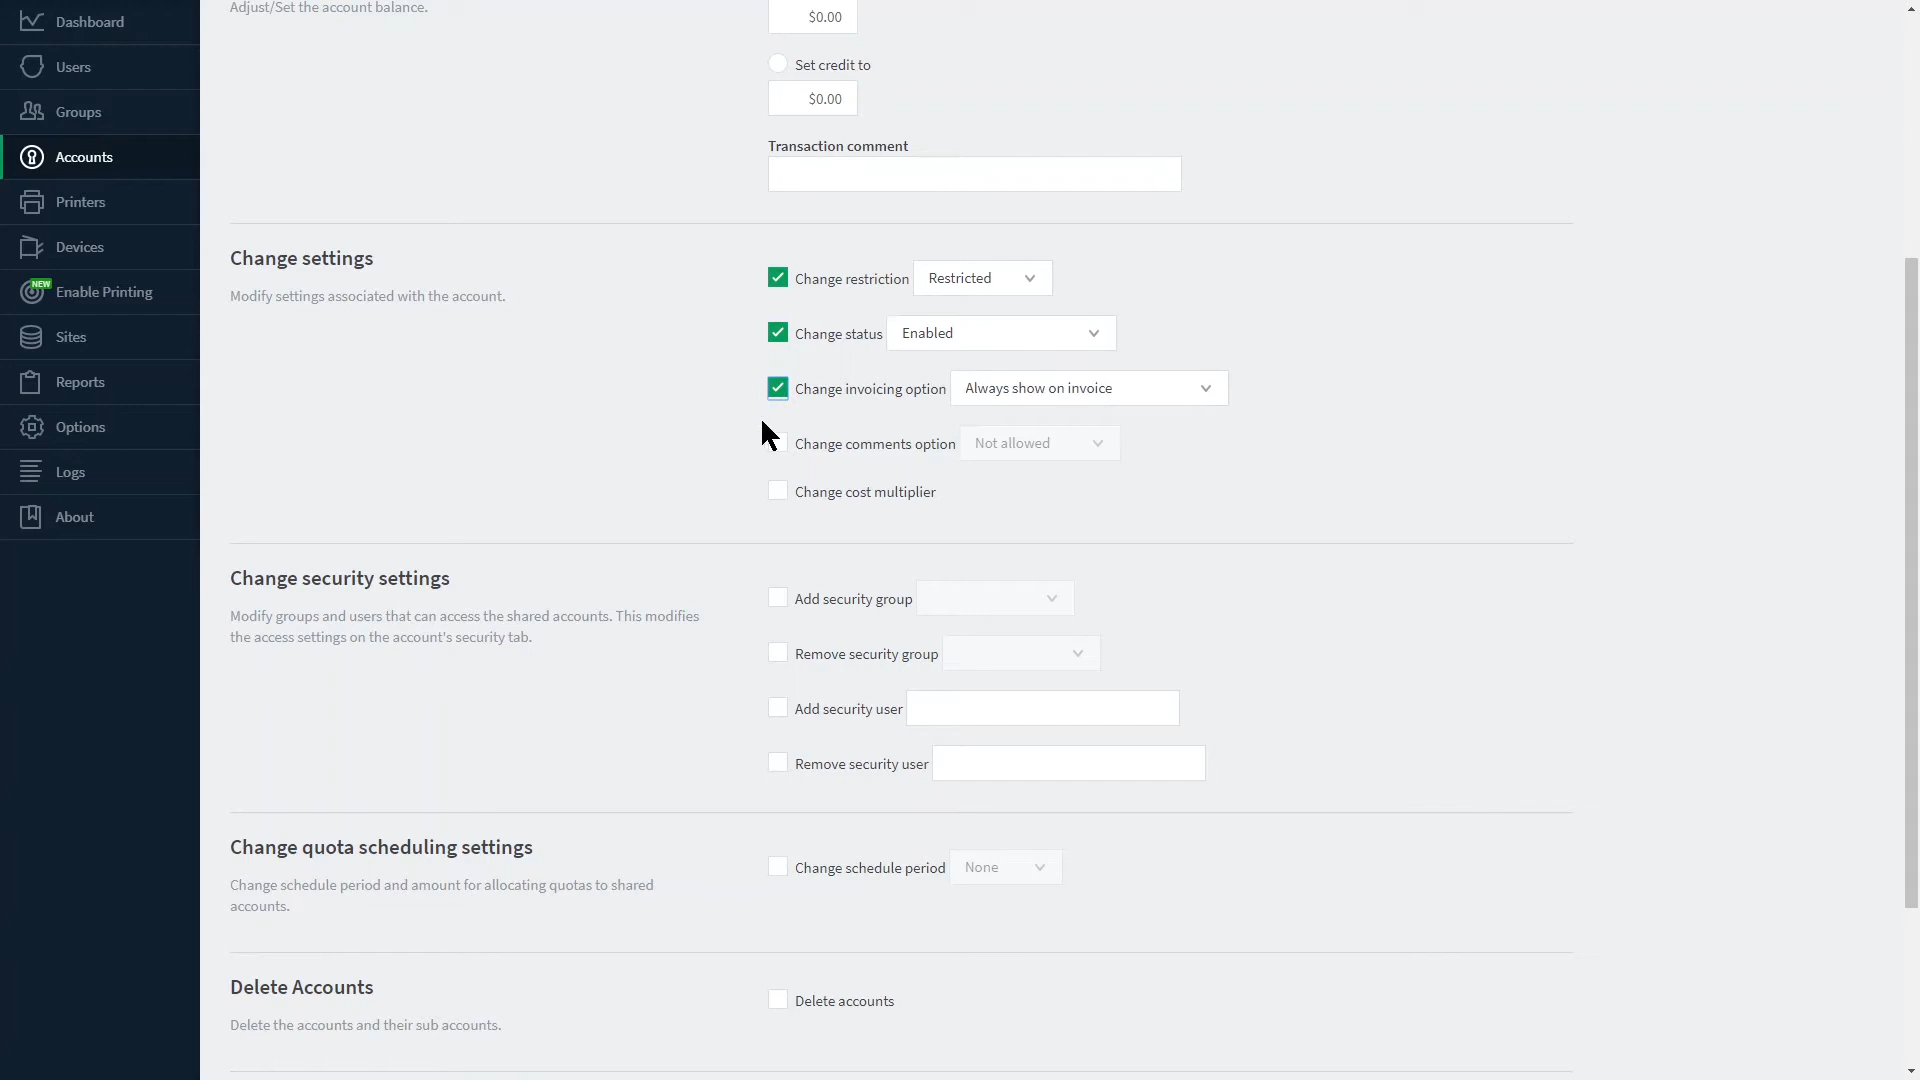 Dashboard
Users
Groups
Accounts
Printers
Devices
NEW
Enable Printing
Sites
Reports
Options
Logs
About
Adjust/Set the account balance.
$0.00
Set credit to
$0.00
Transaction comment
Change settings
Modify settings associated with the account.
Change restriction Restricted
Change status Enabled
Change invoicing option Always show on invoice
Change comments option Not allowed
Change cost multiplier
Change security settings
Modify groups and users that can access the shared accounts. This modifies
the access settings on the account's security tab.
Add security group
Remove security group
Add security user
Remove security user
Change quota scheduling settings
Change schedule period and amount for allocating quotas to shared
accounts.
Change schedule period None
Delete Accounts
Delete the accounts and their sub accounts.
Delete accounts